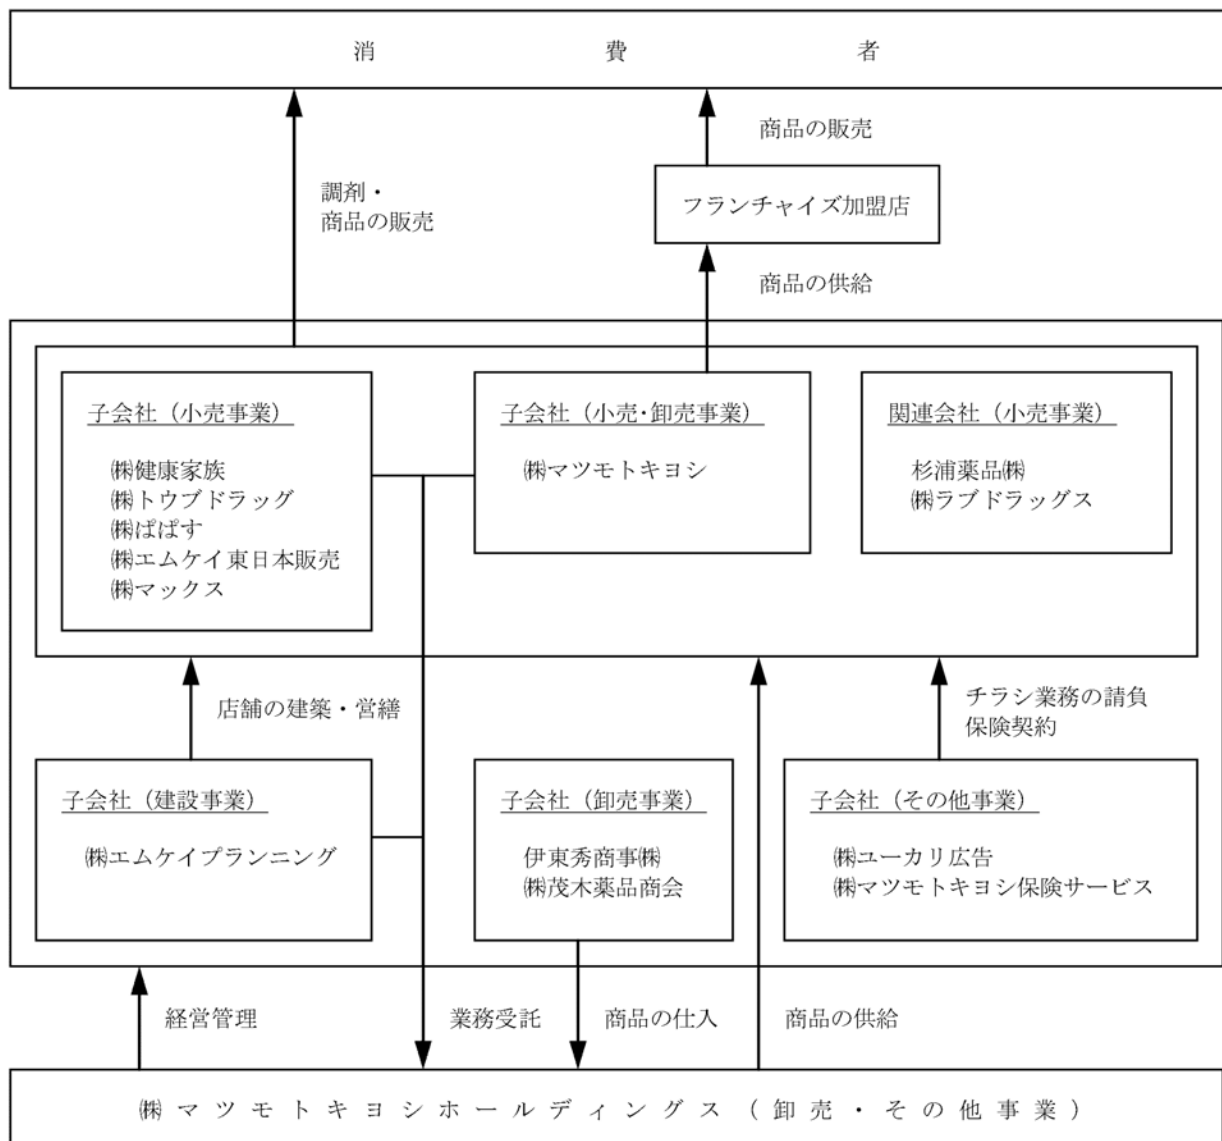 消費者
商品の販売
フランチャイズ加盟店
調剤・
商品の販売
商品の供給
子会社（小売事業）
㈱健康家族
㈱トウブドラッグ
㈱ぱぱす
㈱エムケイ東日本販売
㈱マックス
子会社（小売･卸売事業）
㈱マツモトキヨシ
関連会社（小売事業）
杉浦薬品㈱
㈱ラブドラッグス
店舗の建築・営繕
チラシ業務の請負
保険契約
子会社（建設事業）
㈱エムケイプランニング
子会社（卸売事業）
伊東秀商事㈱
㈱茂木薬品商会
子会社（その他事業）
㈱ユーカリ広告
㈱マツモトキヨシ保険サービス
経営管理
業務受託
商品の仕入
商品の供給
㈱マツモトキヨシホールディングス（卸売・その他事業）